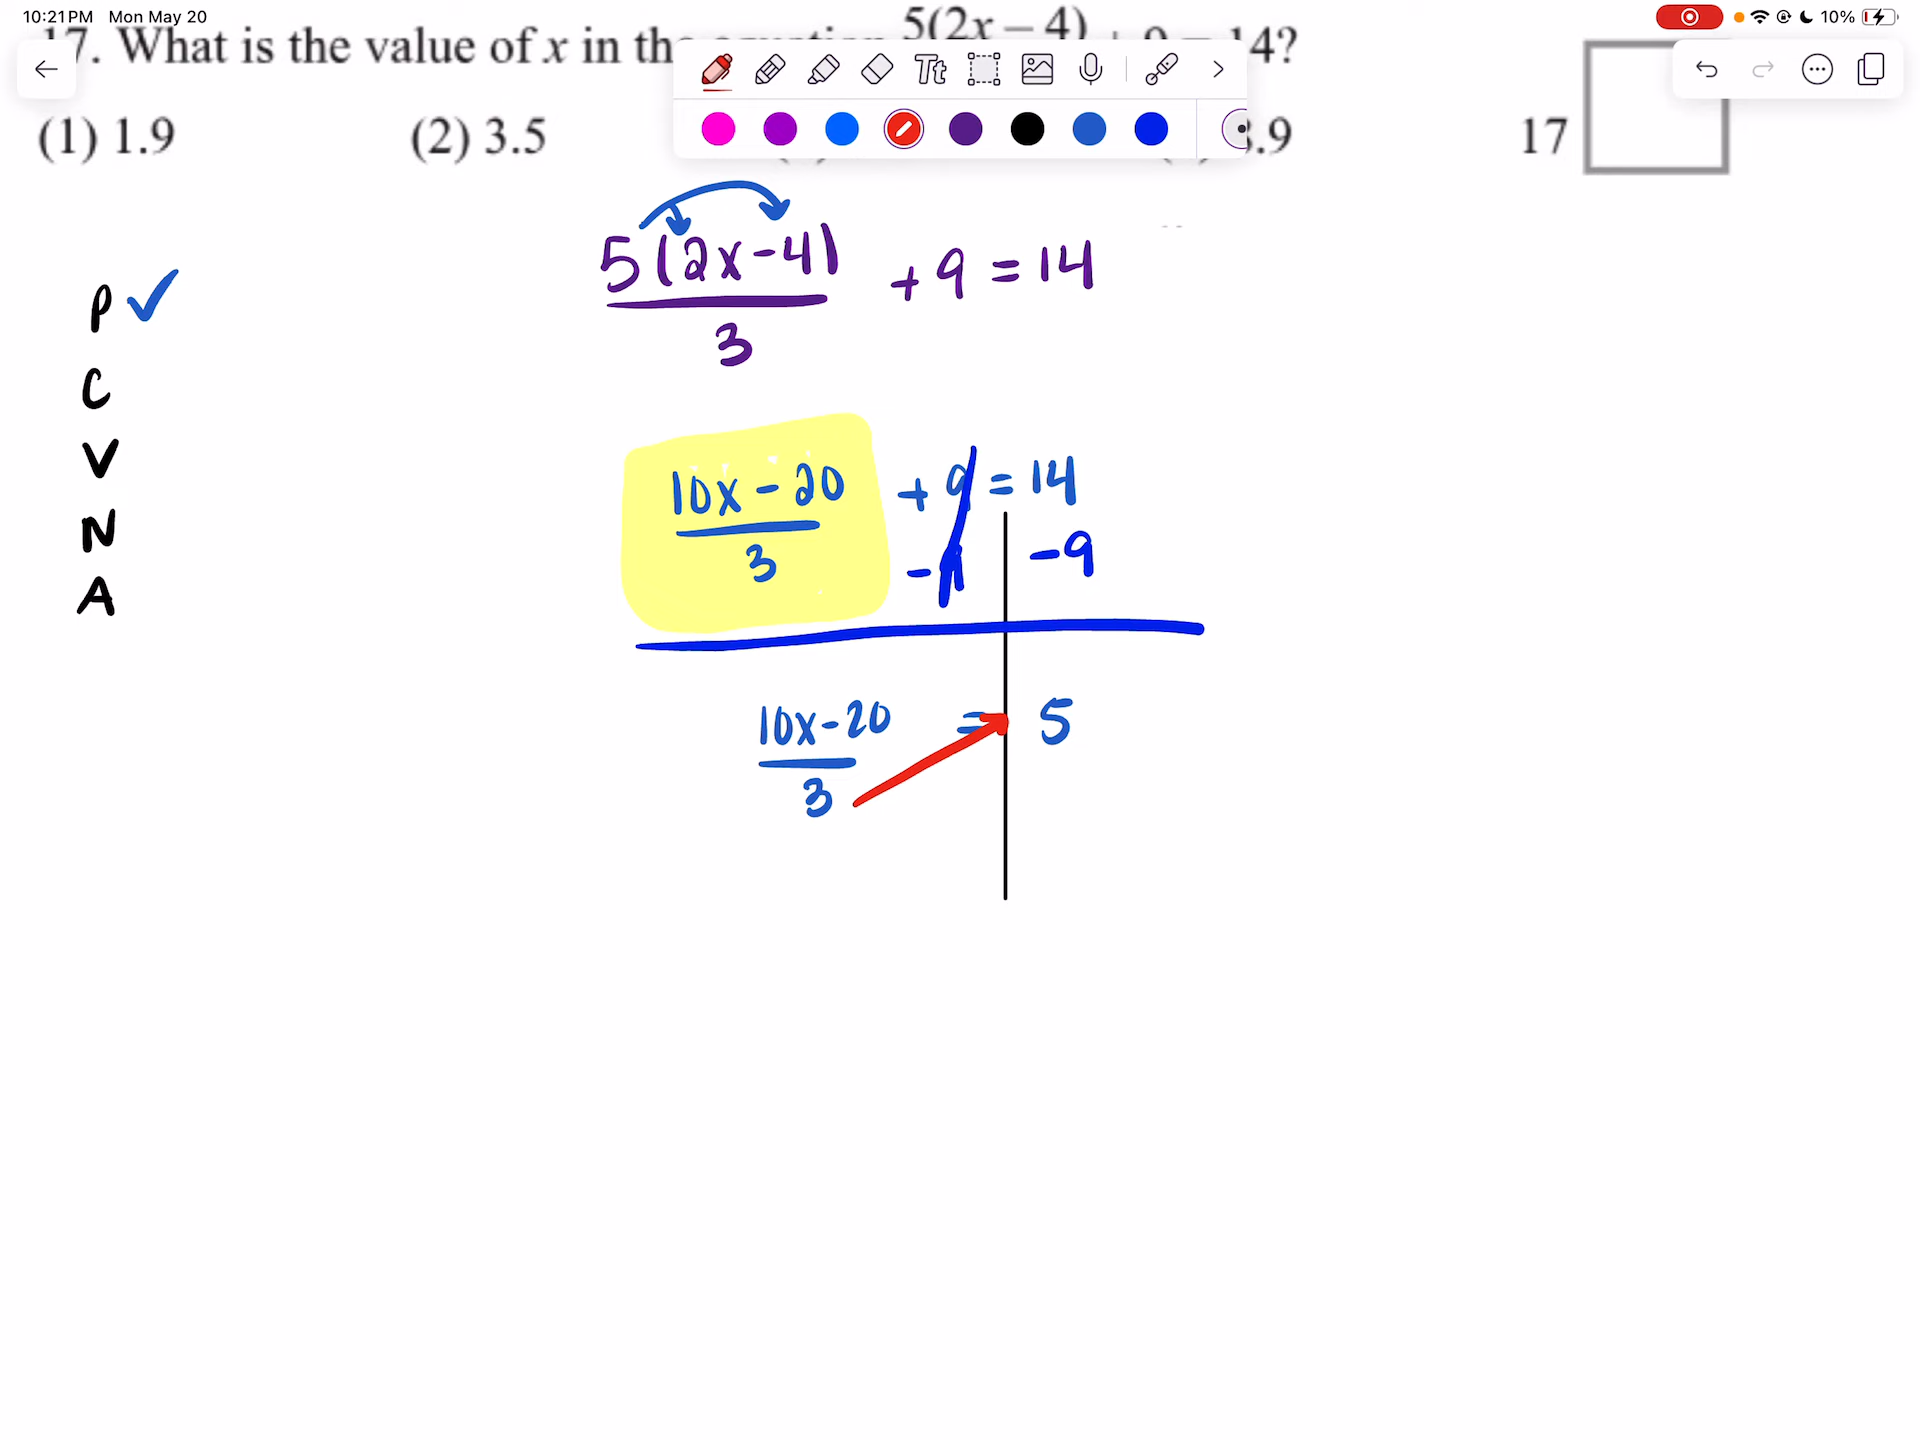 10:21 PM Mon May 20
10%
17. What is the value of x in th 5(2x − 4) 14?
(1) 1.9 (2) 3.5 .9 17
5(2x-4) + 9 = 14
3
P ✓
C
V
N
A
10x - 20 + 9 = 14
3 -9 -9
10x-20 = 5
3
Tt